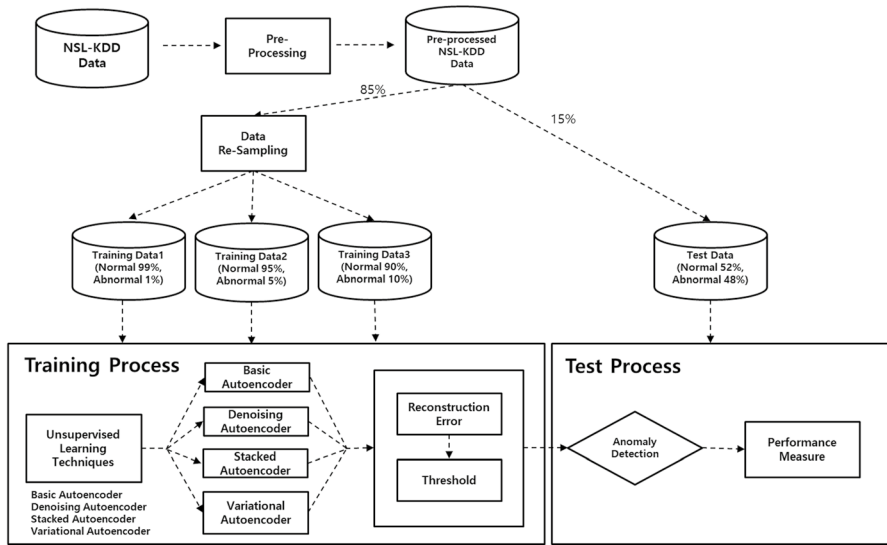 NSL-KDD
Data
Pre-
Processing
Pre-processed
NSL-KDD
Data
85%
15%
Data
Re-Sampling
Training Data1
(Normal 99%,
Abnormal 1%)
Training Data2
(Normal 95%,
Abnormal 5%)
Training Data3
(Normal 90%,
Abnormal 10%)
Test Data
(Normal 52%,
Abnormal 48%)
Training Process
Unsupervised
Learning
Techniques
Basic Autoencoder
Denoising Autoencoder
Stacked Autoencoder
Variational Autoencoder
Basic
Autoencoder
Denoising
Autoencoder
Stacked
Autoencoder
Variational
Autoencoder
Reconstruction
Error
Threshold
Test Process
Anomaly
Detection
Performance
Measure